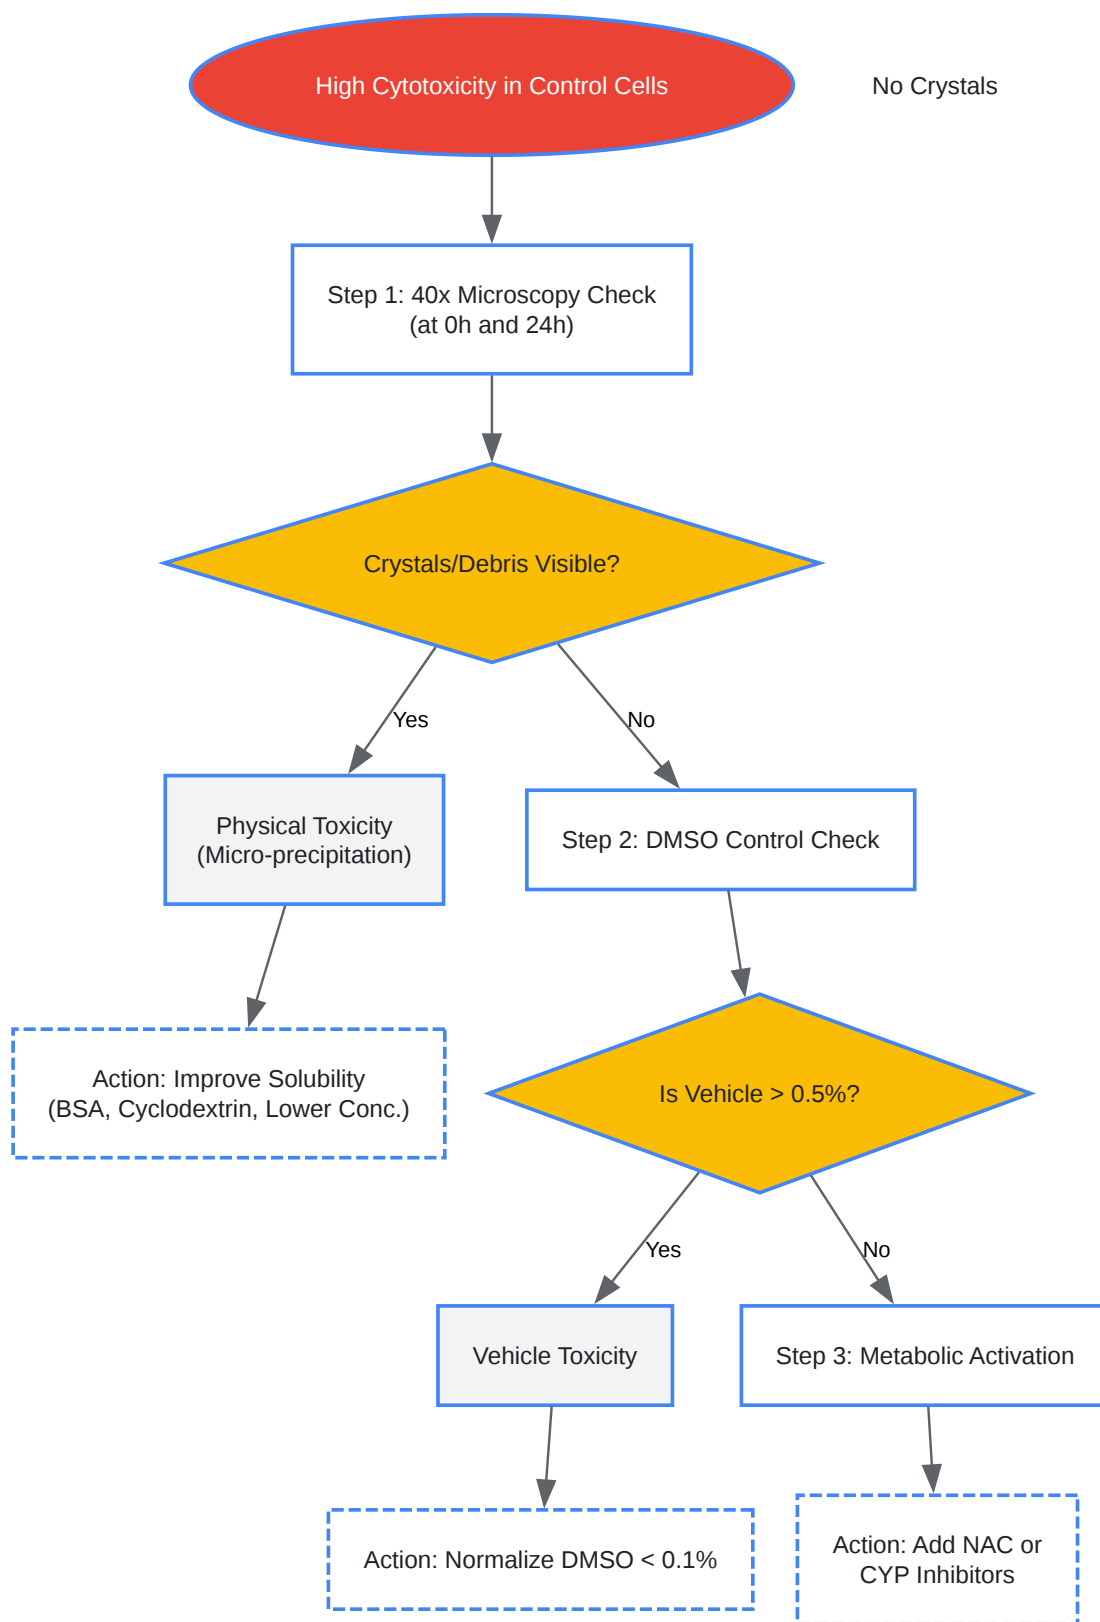 High Cytotoxicity in Control Cells
No Crystals
Step 1: 40x Microscopy Check
(at 0h and 24h)
Crystals/Debris Visible?
Yes
No
Physical Toxicity
(Micro-precipitation)
Step 2: DMSO Control Check
Action: Improve Solubility
(BSA, Cyclodextrin, Lower Conc.)
Is Vehicle > 0.5%?
Yes
No
Vehicle Toxicity
Step 3: Metabolic Activation
Action: Normalize DMSO < 0.1%
Action: Add NAC or
CYP Inhibitors